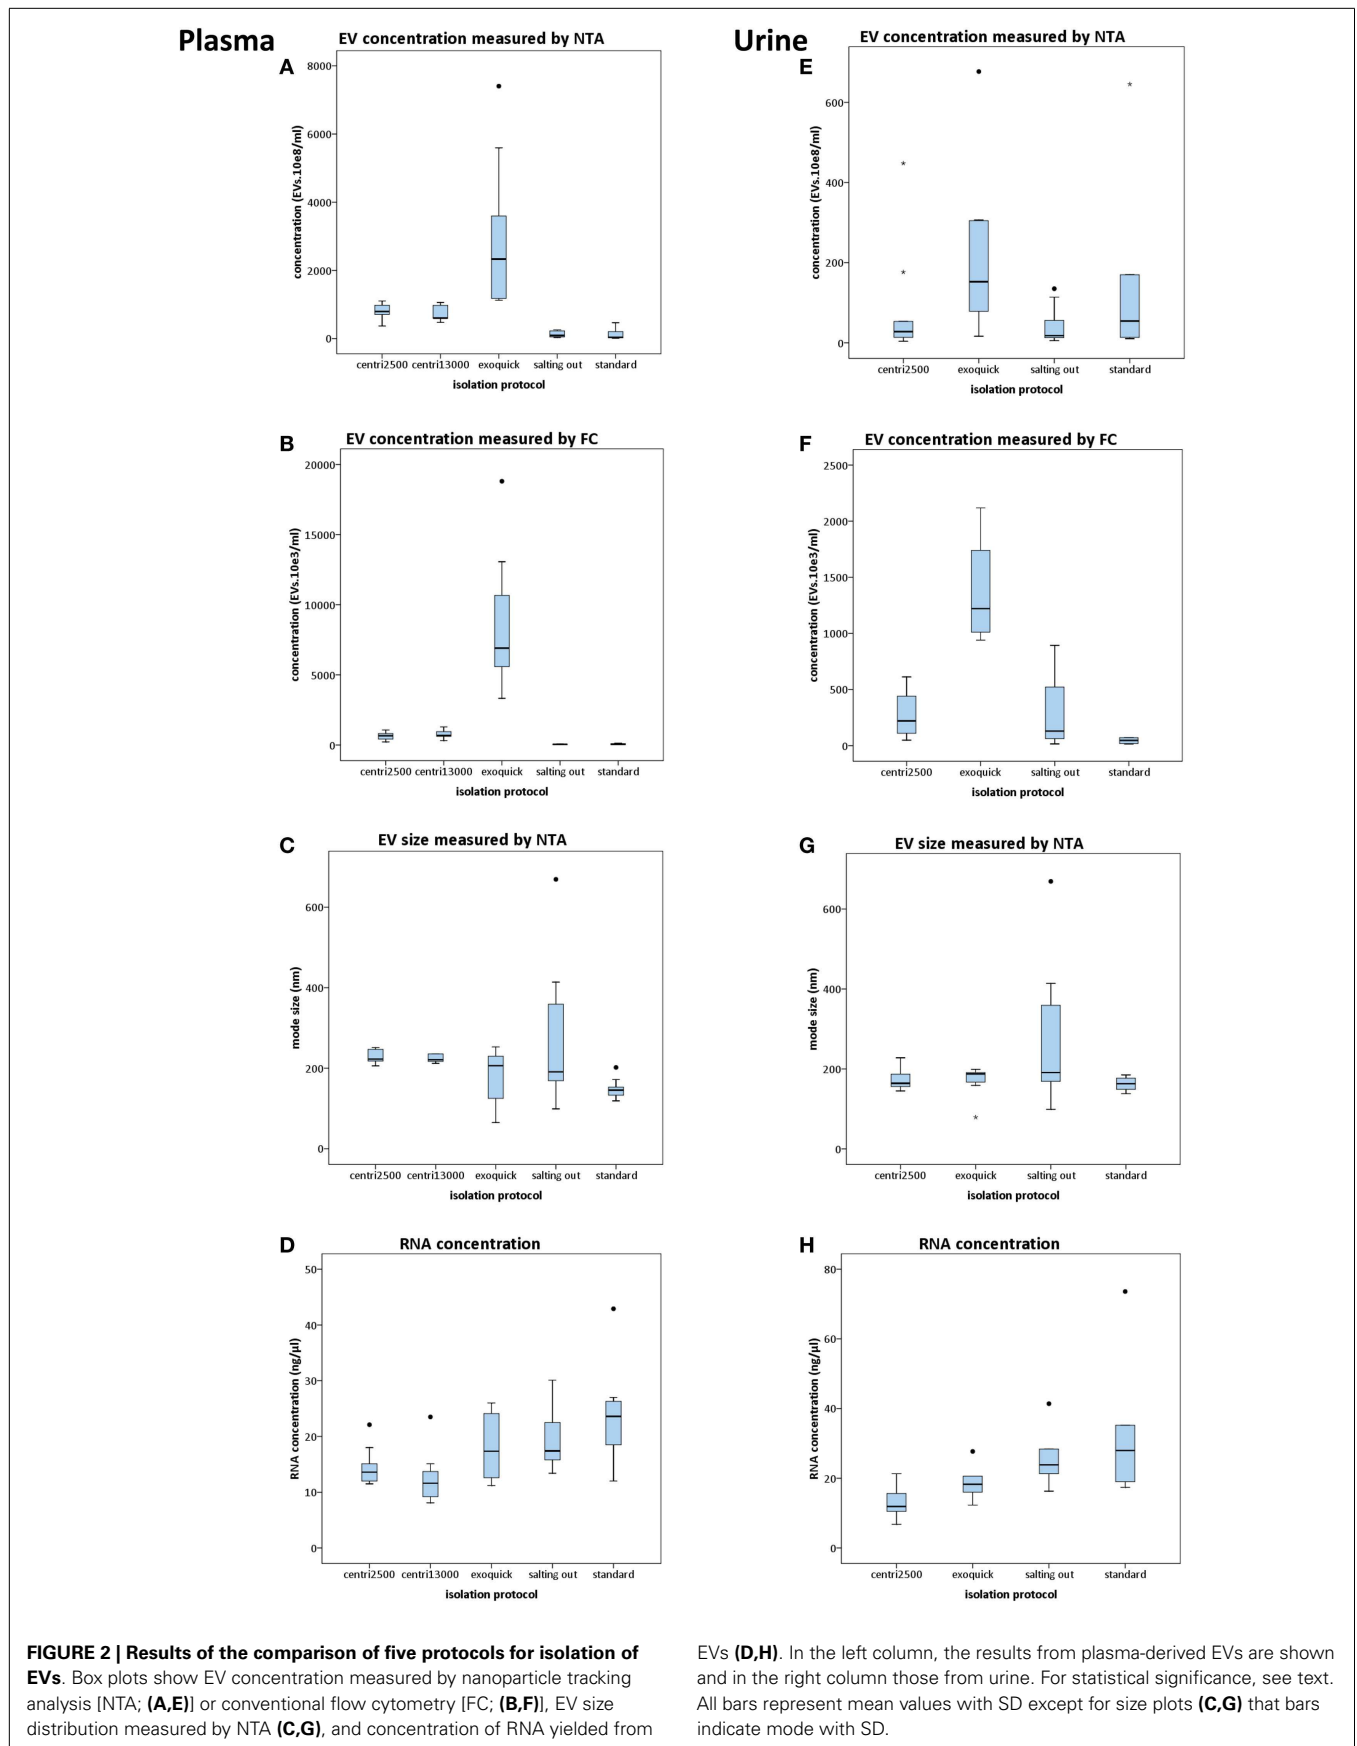 Plasma
Urine
A
EV concentration measured by NTA
concentration (EVs.10e8/ml)
8000
6000
4000
2000
0
centri2500 centri13000 exoquick salting out standard
isolation protocol
E
EV concentration measured by NTA
concentration (EVs.10e8/ml)
600
400
200
0
centri2500 exoquick salting out standard
isolation protocol
B
EV concentration measured by FC
concentration (EVs.10e3/ml)
20000
15000
10000
5000
0
centri2500 centri13000 exoquick salting out standard
isolation protocol
F
EV concentration measured by FC
concentration (EVs.10e3/ml)
2500
2000
1500
1000
500
0
centri2500 exoquick salting out standard
isolation protocol
C
EV size measured by NTA
mode size (nm)
600
400
200
0
centri2500 centri13000 exoquick salting out standard
isolation protocol
G
EV size measured by NTA
mode size (nm)
600
400
200
0
centri2500 exoquick salting out standard
isolation protocol
D
RNA concentration
RNA concentration (ng/µl)
50
40
30
20
10
0
centri2500 centri13000 exoquick salting out standard
isolation protocol
H
RNA concentration
RNA concentration (ng/µl)
80
60
40
20
0
centri2500 exoquick salting out standard
isolation protocol
FIGURE 2 | Results of the comparison of five protocols for isolation of
EVs. Box plots show EV concentration measured by nanoparticle tracking
analysis [NTA; (A,E)] or conventional flow cytometry [FC; (B,F)], EV size
distribution measured by NTA (C,G), and concentration of RNA yielded from
EVs (D,H). In the left column, the results from plasma-derived EVs are shown
and in the right column those from urine. For statistical significance, see text.
All bars represent mean values with SD except for size plots (C,G) that bars
indicate mode with SD.